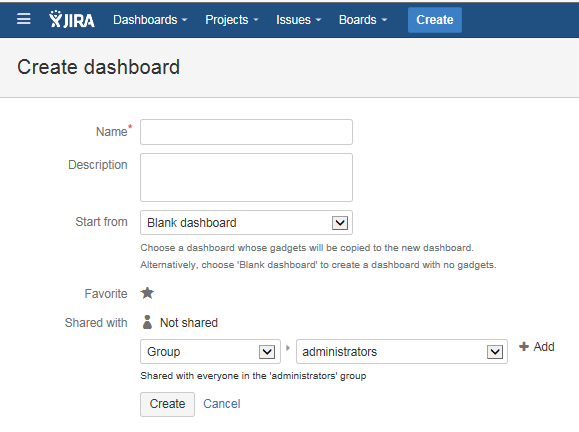 JIRA Dashboards Projects Issues Boards Create
Create dashboard
Name*
Description
Start from Blank dashboard
Choose a dashboard whose gadgets will be copied to the new dashboard.
Alternatively, choose 'Blank dashboard' to create a dashboard with no gadgets.
Favorite
Shared with Not shared
Group administrators Add
Shared with everyone in the 'administrators' group
Create Cancel